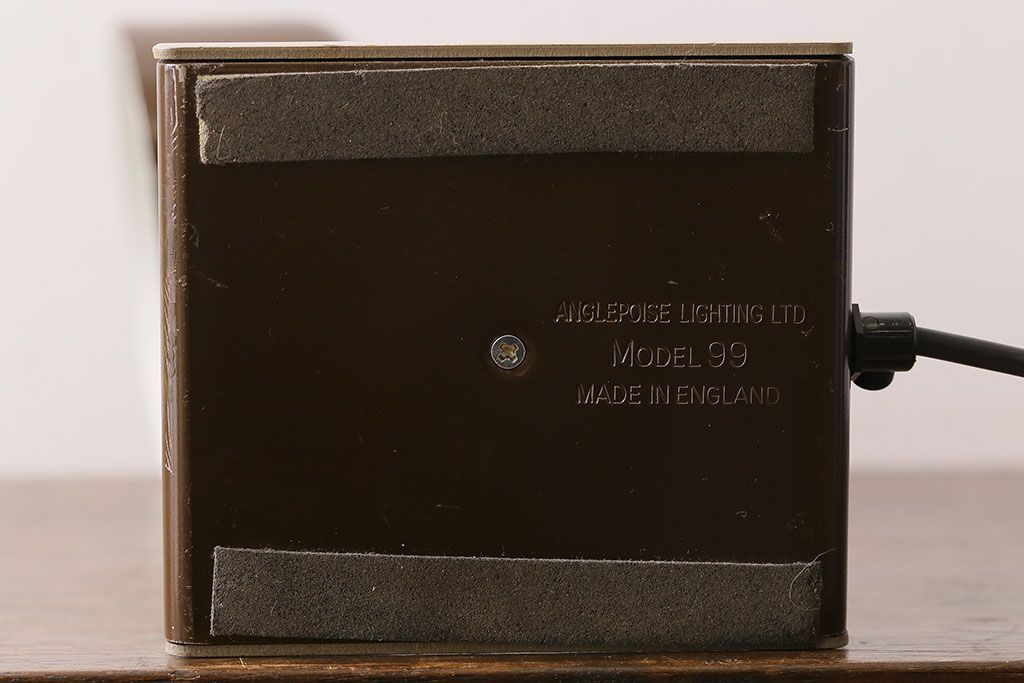 ANGLEPOISE LIGHTING LTD
MODEL 99
MADE IN ENGLAND